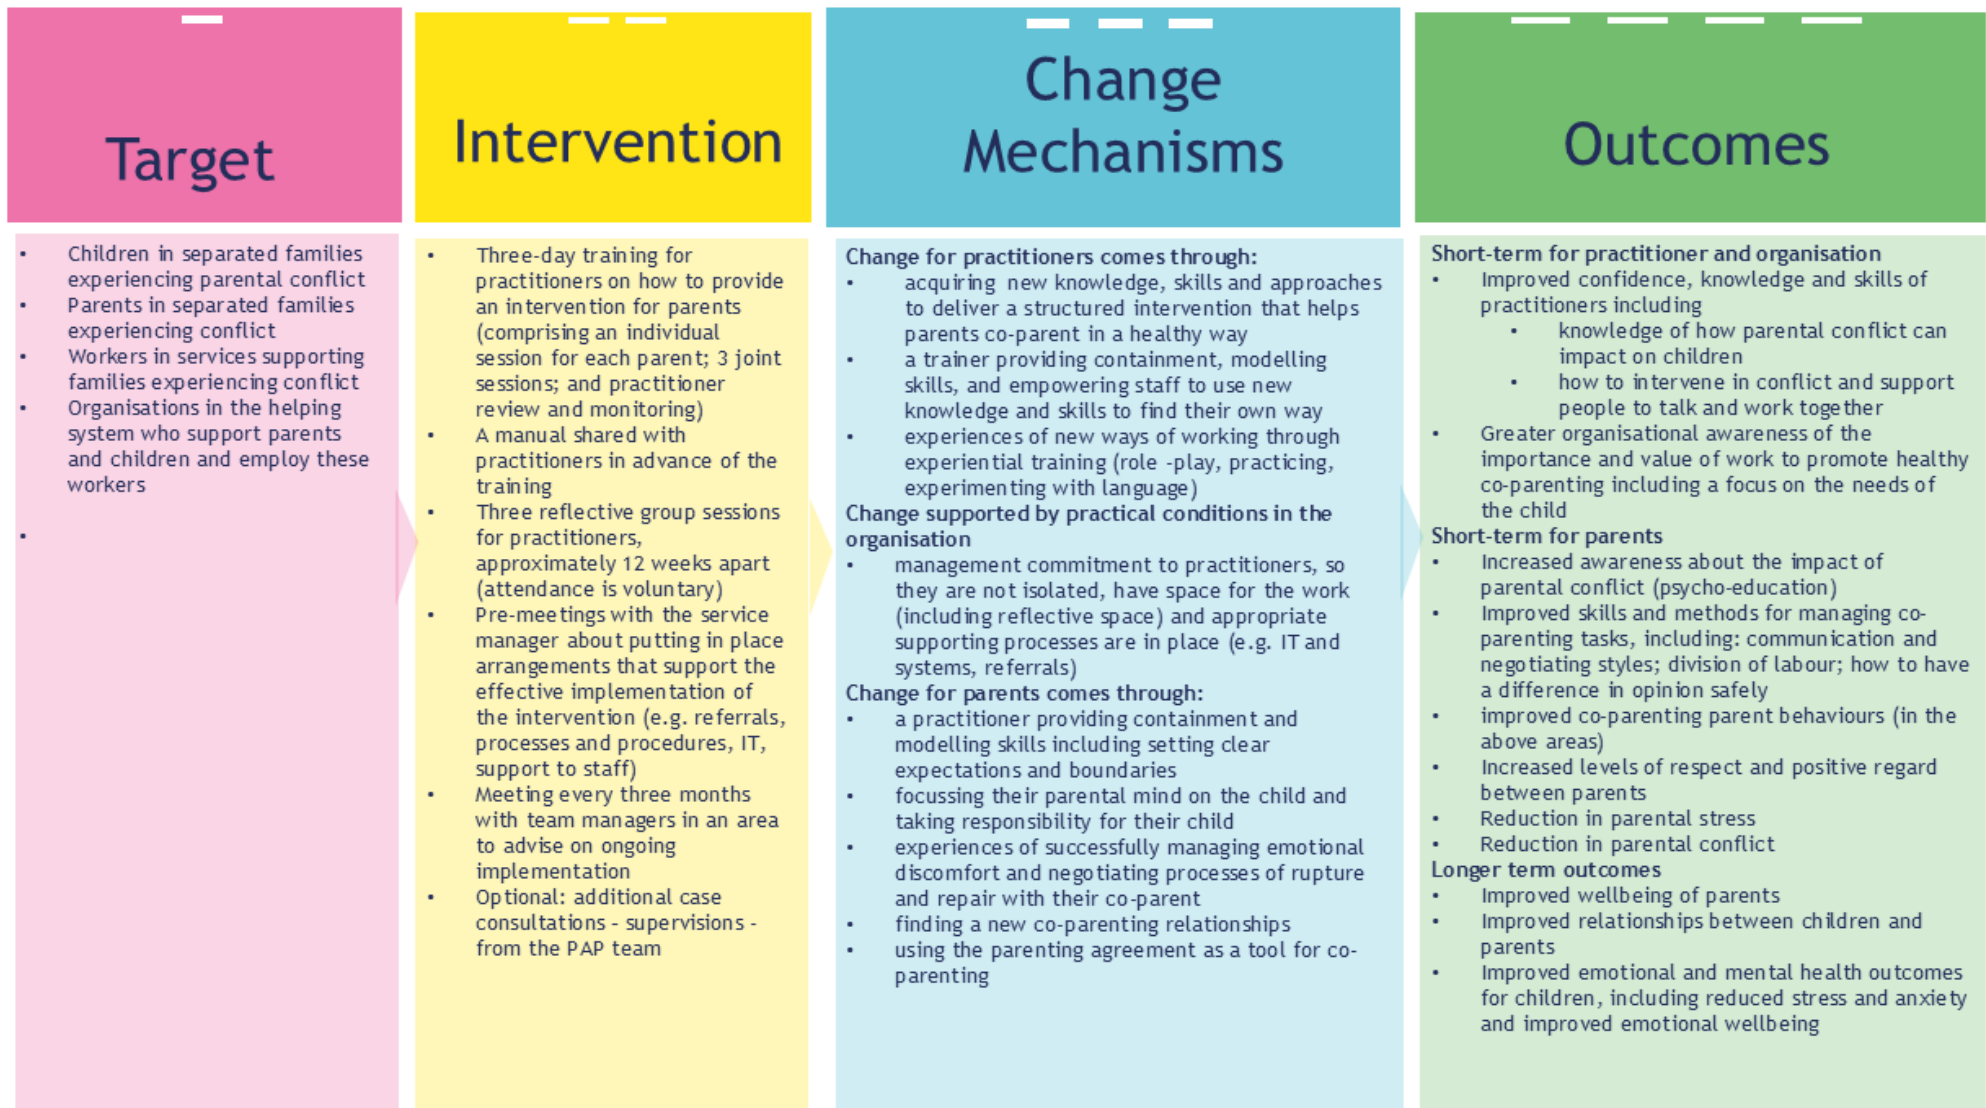 Target
• Children in separated families
experiencing parental conflict
• Parents in separated families
experiencing conflict
• Workers in services supporting
families experiencing conflict
• Organisations in the helping
system who support parents
and children and employ these
workers
•
Intervention
• Three-day training for
practitioners on how to provide
an intervention for parents
(comprising an individual
session for each parent; 3 joint
sessions; and practitioner
review and monitoring)
• A manual shared with
practitioners in advance of the
training
• Three reflective group sessions
for practitioners,
approximately 12 weeks apart
(attendance is voluntary)
• Pre-meetings with the service
manager about putting in place
arrangements that support the
effective implementation of
the intervention (e.g. referrals,
processes and procedures, IT,
support to staff)
• Meeting every three months
with team managers in an area
to advise on ongoing
implementation
• Optional: additional case
consultations - supervisions -
from the PAP team
Change
Mechanisms
Change for practitioners comes through:
• acquiring new knowledge, skills and approaches
to deliver a structured intervention that helps
parents co-parent in a healthy way
• a trainer providing containment, modelling
skills, and empowering staff to use new
knowledge and skills to find their own way
• experiences of new ways of working through
experiential training (role -play, practicing,
experimenting with language)
Change supported by practical conditions in the
organisation
• management commitment to practitioners, so
they are not isolated, have space for the work
(including reflective space) and appropriate
supporting processes are in place (e.g. IT and
systems, referrals)
Change for parents comes through:
• a practitioner providing containment and
modelling skills including setting clear
expectations and boundaries
• focussing their parental mind on the child and
taking responsibility for their child
• experiences of successfully managing emotional
discomfort and negotiating processes of rupture
and repair with their co-parent
• finding a new co-parenting relationships
• using the parenting agreement as a tool for co-
parenting
Outcomes
Short-term for practitioner and organisation
• Improved confidence, knowledge and skills of
practitioners including
• knowledge of how parental conflict can
impact on children
• how to intervene in conflict and support
people to talk and work together
• Greater organisational awareness of the
importance and value of work to promote healthy
co-parenting including a focus on the needs of
the child
Short-term for parents
• Increased awareness about the impact of
parental conflict (psycho-education)
• Improved skills and methods for managing co-
parenting tasks, including: communication and
negotiating styles; division of labour; how to have
a difference in opinion safely
• improved co-parenting parent behaviours (in the
above areas)
• Increased levels of respect and positive regard
between parents
• Reduction in parental stress
• Reduction in parental conflict
Longer term outcomes
• Improved wellbeing of parents
• Improved relationships between children and
parents
• Improved emotional and mental health outcomes
for children, including reduced stress and anxiety
and improved emotional wellbeing